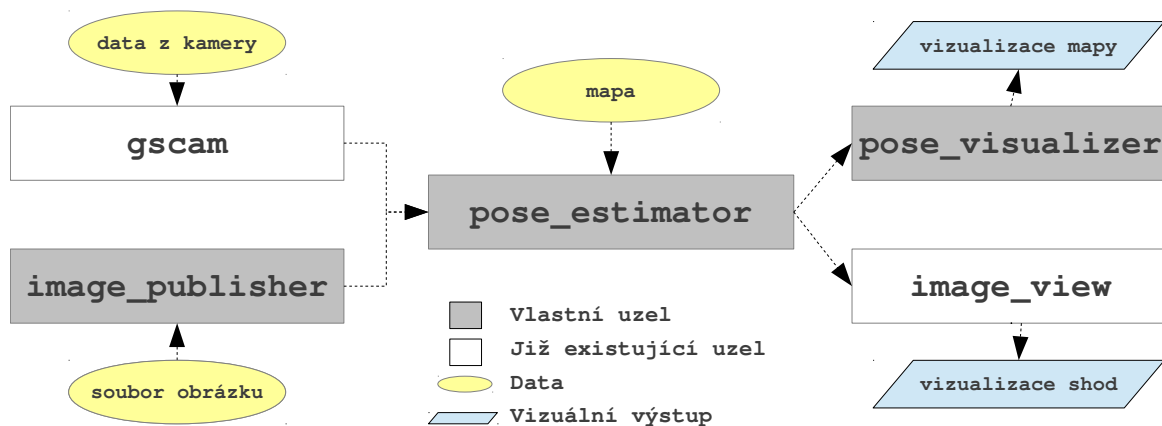 data z kamery
gscam
image_publisher
soubor obrázku
mapa
pose_estimator
vizualizace mapy
pose_visualizer
image_view
vizualizace shod
Vlastní uzel
Již existující uzel
Data
Vizuální výstup